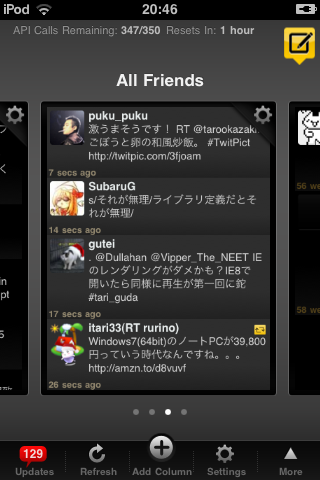 iPod 20:46
API Calls Remaining: 347/350 Resets In: 1 hour
All Friends
puku_puku
激うまそうです！ RT @tarookazaki
ごぼうと卵の和風炒飯。 #TwitPict
http://twitpic.com/3fjoam
7 secs ago
SubaruG
s/それが無理/ライブラリ定義だとそ
れが無理/
14 secs ago
gutei
. @Dullahan @Vipper_The_NEET IE
のレンダリングがダメかも？IE8で
開いたら同様に再生が第一回に蛇
#tari_guda
17 secs ago
itari33(RT rurino)
Windows7(64bit)のノートPCが39,800
円っていう時代なんですね。。。
http://amzn.to/d8vuvf
26 secs ago
56 we
58 we
129
Updates Refresh Add Column Settings More